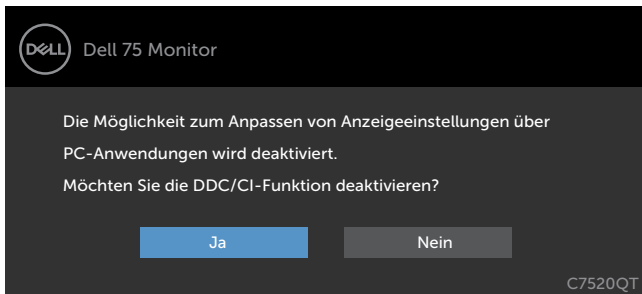 DELL Dell 75 Monitor
Die Möglichkeit zum Anpassen von Anzeigeeinstellungen über
PC-Anwendungen wird deaktiviert.
Möchten Sie die DDC/CI-Funktion deaktivieren?
Ja Nein
C7520QT